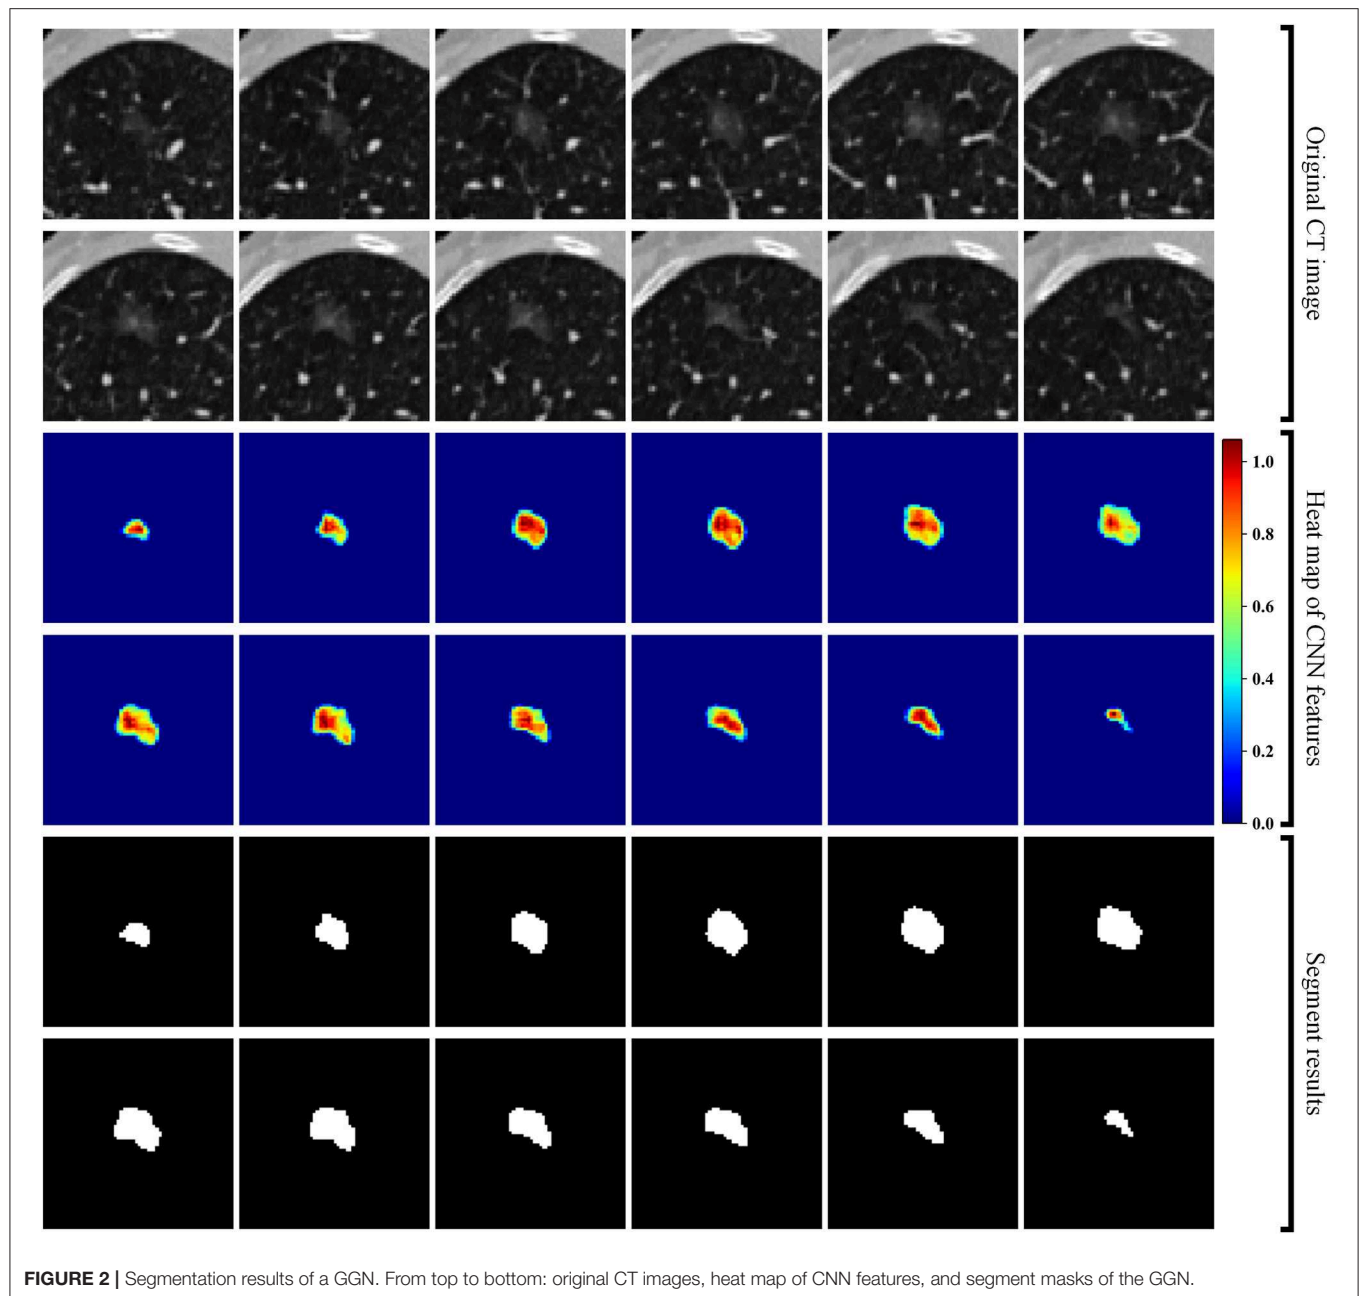 Original CT image
Heat map of CNN features
1.0
0.8
0.6
0.4
0.2
0.0
Segment results
FIGURE 2 | Segmentation results of a GGN. From top to bottom: original CT images, heat map of CNN features, and segment masks of the GGN.